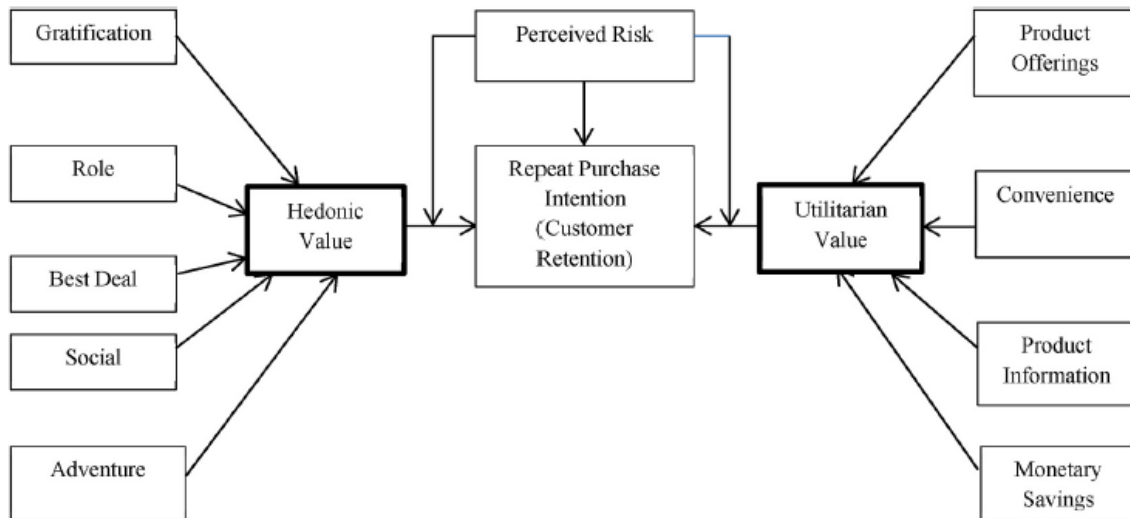 Gratification
Role
Best Deal
Social
Adventure
Hedonic
Value
Perceived Risk
Repeat Purchase
Intention
(Customer
Retention)
Utilitarian
Value
Product
Offerings
Convenience
Product
Information
Monetary
Savings